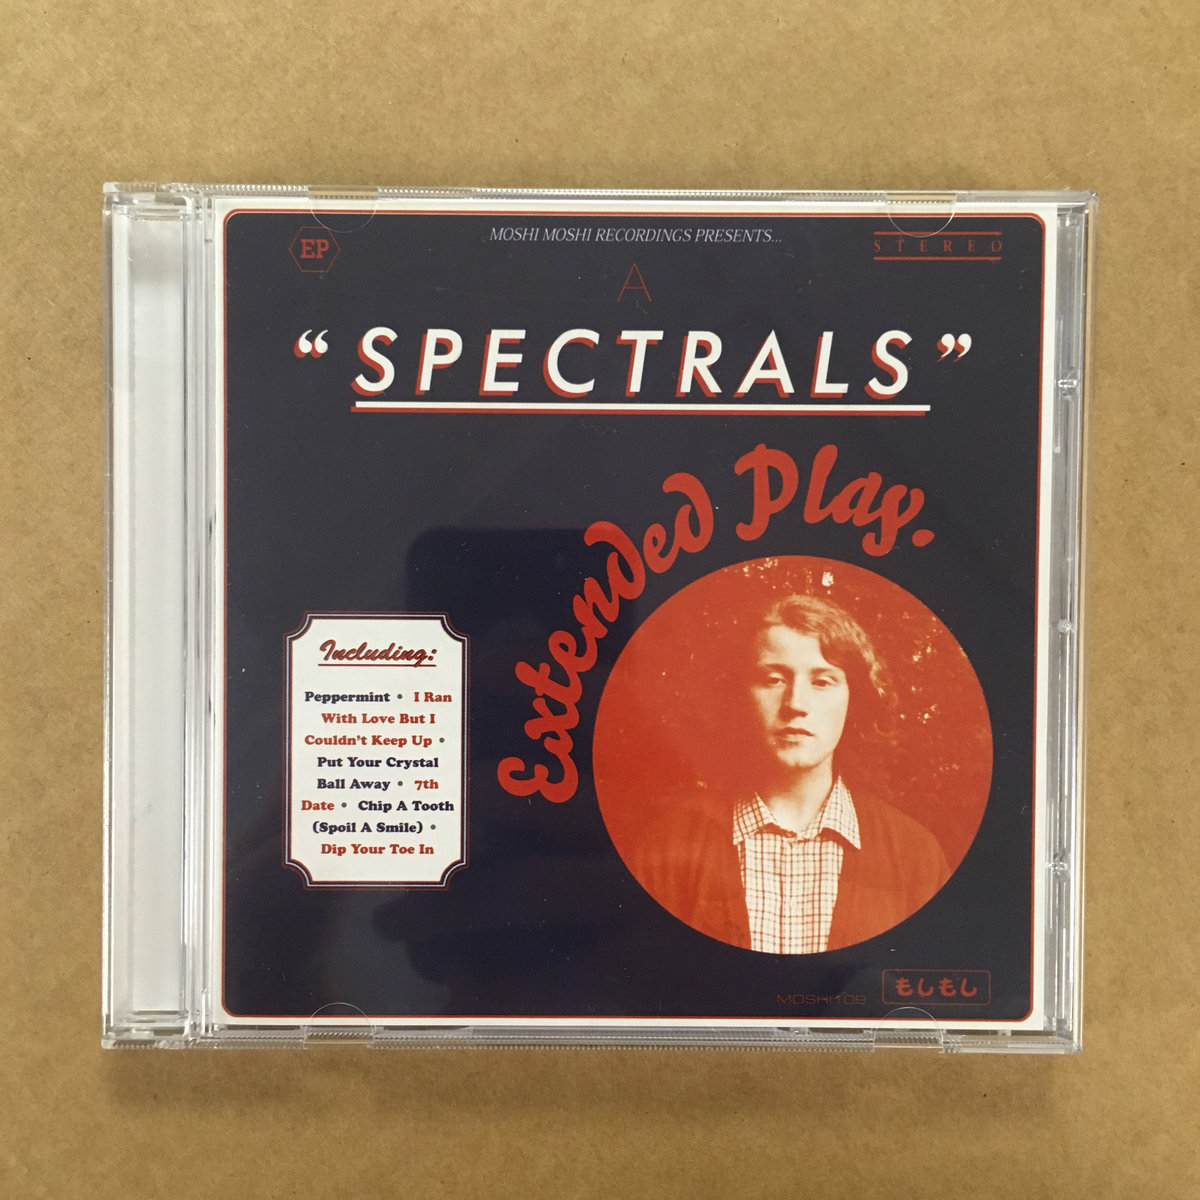 EP
MOSHI MOSHI RECORDINGS PRESENTS...
STEREO
A
“SPECTRALS”
Extended Play.
Including:
Peppermint • I Ran
With Love But I
Couldn't Keep Up •
Put Your Crystal
Ball Away • 7th
Date • Chip A Tooth
(Spoil A Smile) •
Dip Your Toe In
MOSHI109
もしもし